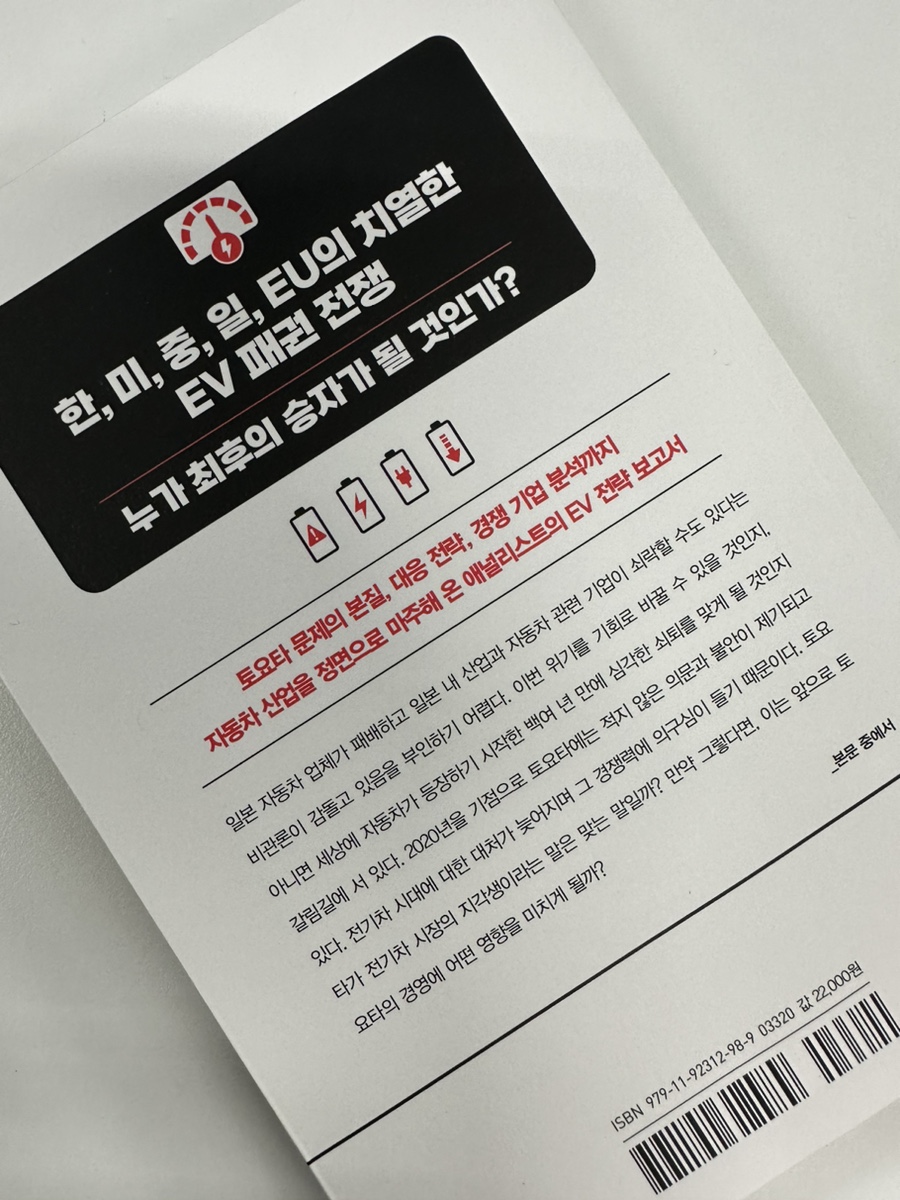 한, 미, 중, 일, EU의 치열한
EV 패권 전쟁
누가 최후의 승자가 될 것인가?
토요타 문제의 본질, 대응 전략, 경쟁 기업 분석까지
자동차 산업을 정면으로 마주해 온 애널리스트의 EV 전략 보고서
일본 자동차 업체가 패배하고 일본 내 산업과 자동차 관련 기업이 쇠락할 수도 있다는
비관론이 감돌고 있음을 부인하기 어렵다. 이번 위기를 기회로 바꿀 수 있을 것인지,
아니면 세상에 자동차가 등장하기 시작한 백여 년 만에 심각한 쇠퇴를 맞게 될 것인지
갈림길에 서 있다. 2020년을 기점으로 토요타에는 적지 않은 의문과 불안이 제기되고
있다. 전기차 시대에 대한 대처가 늦어지며 그 경쟁력에 의구심이 들기 때문이다. 토요
타가 전기차 시장의 지각생이라는 말은 맞는 말일까? 만약 그렇다면, 이는 앞으로 토
요타의 경영에 어떤 영향을 미치게 될까?
_본문 중에서
ISBN 979-11-92312-98-9 03320 값 22,000원